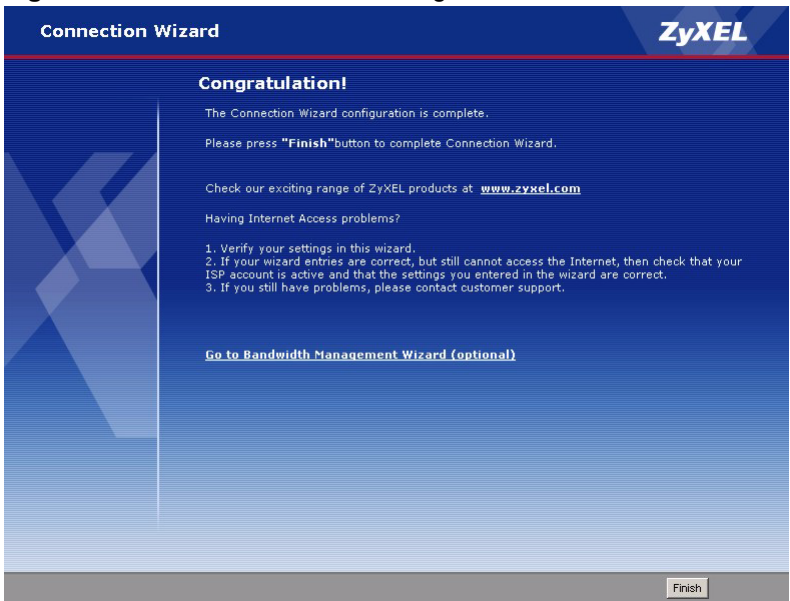 Connection Wizard
ZyXEL
Congratulation!
The Connection Wizard configuration is complete.
Please press "Finish"button to complete Connection Wizard.
Check our exciting range of ZyXEL products at www.zyxel.com
Having Internet Access problems?
1. Verify your settings in this wizard.
2. If your wizard entries are correct, but still cannot access the Internet, then check that your
ISP account is active and that the settings you entered in the wizard are correct.
3. If you still have problems, please contact customer support.
Go to Bandwidth Management Wizard (optional)
Finish